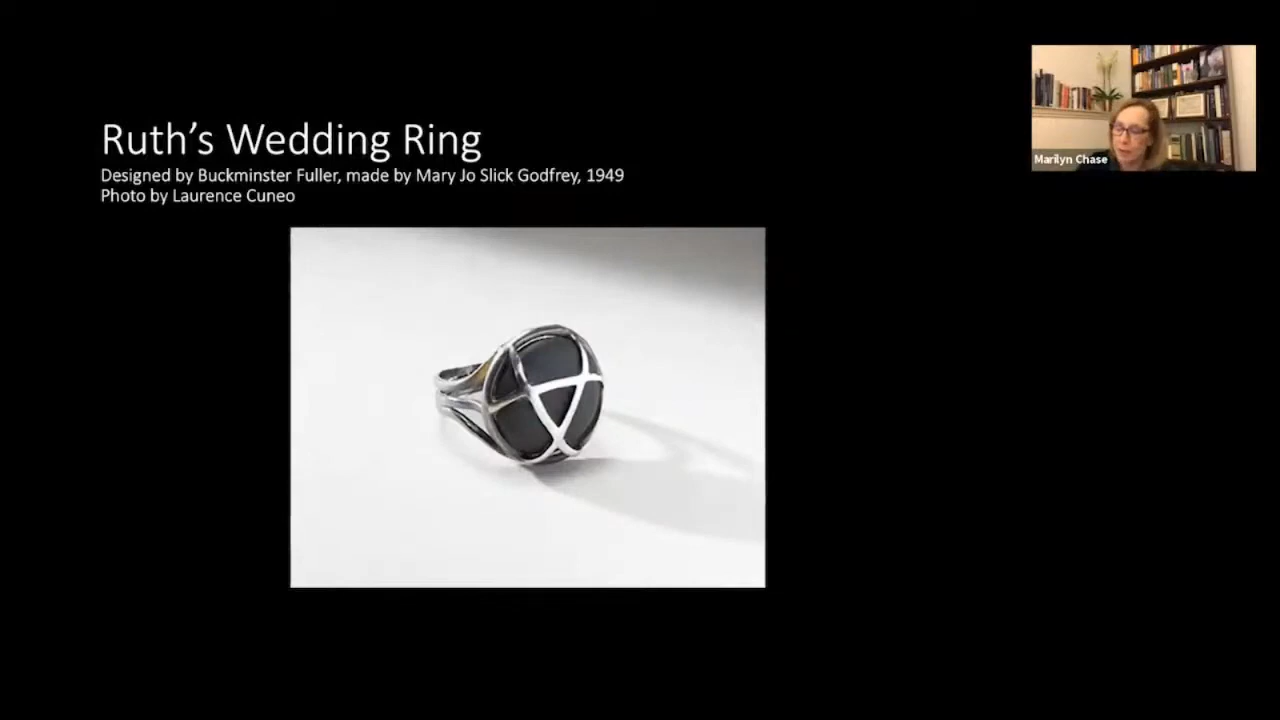 Ruth’s Wedding Ring
Designed by Buckminster Fuller, made by Mary Jo Slick Godfrey, 1949
Photo by Laurence Cuneo
Marilyn Chase